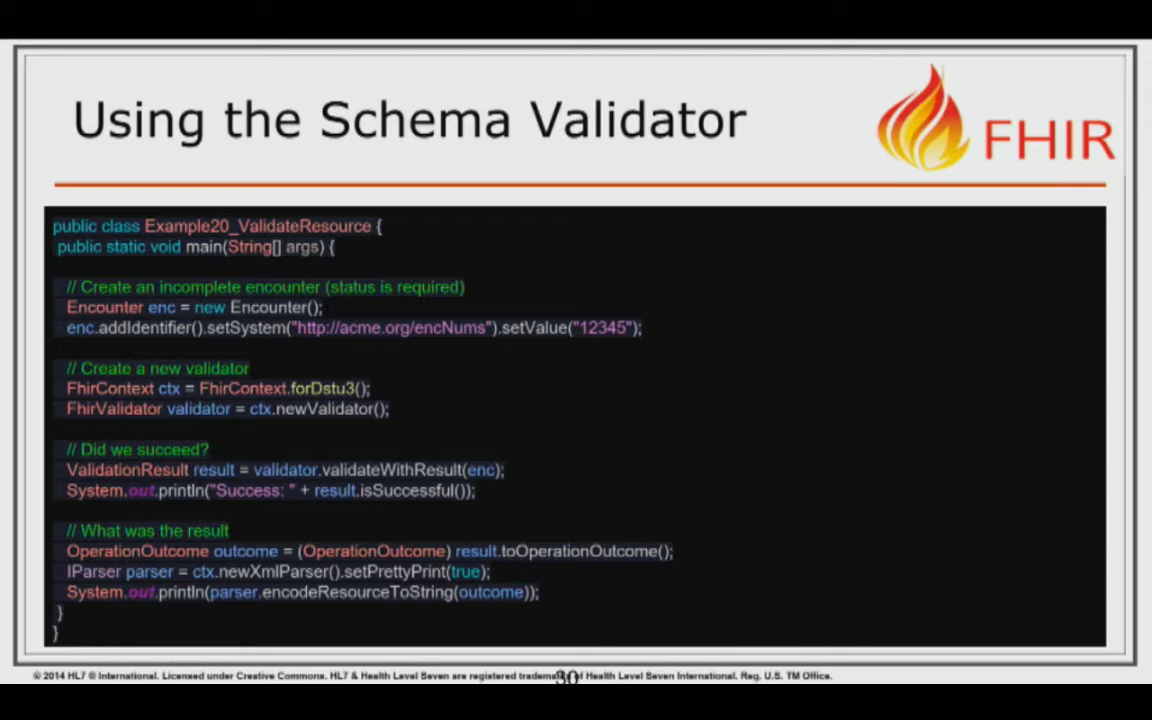 Using the Schema Validator
FHIR
public class Example20_ValidateResource {
public static void main(String[] args) {
// Create an incomplete encounter (status is required)
Encounter enc = new Encounter();
enc.addIdentifier().setSystem("http://acme.org/encNums").setValue("12345");
// Create a new validator
FhirContext ctx = FhirContext.forDstu3();
FhirValidator validator = ctx.newValidator();
// Did we succeed?
ValidationResult result = validator.validateWithResult(enc);
System.out.println("Success: " + result.isSuccessful());
// What was the result
OperationOutcome outcome = (OperationOutcome) result.toOperationOutcome();
IParser parser = ctx.newXmlParser().setPrettyPrint(true);
System.out.println(parser.encodeResourceToString(outcome));
}
}
© 2014 HL7 ® International. Licensed under Creative Commons. HL7 & Health Level Seven are registered trademarks of Health Level Seven International. Reg. U.S. TM Office.
30